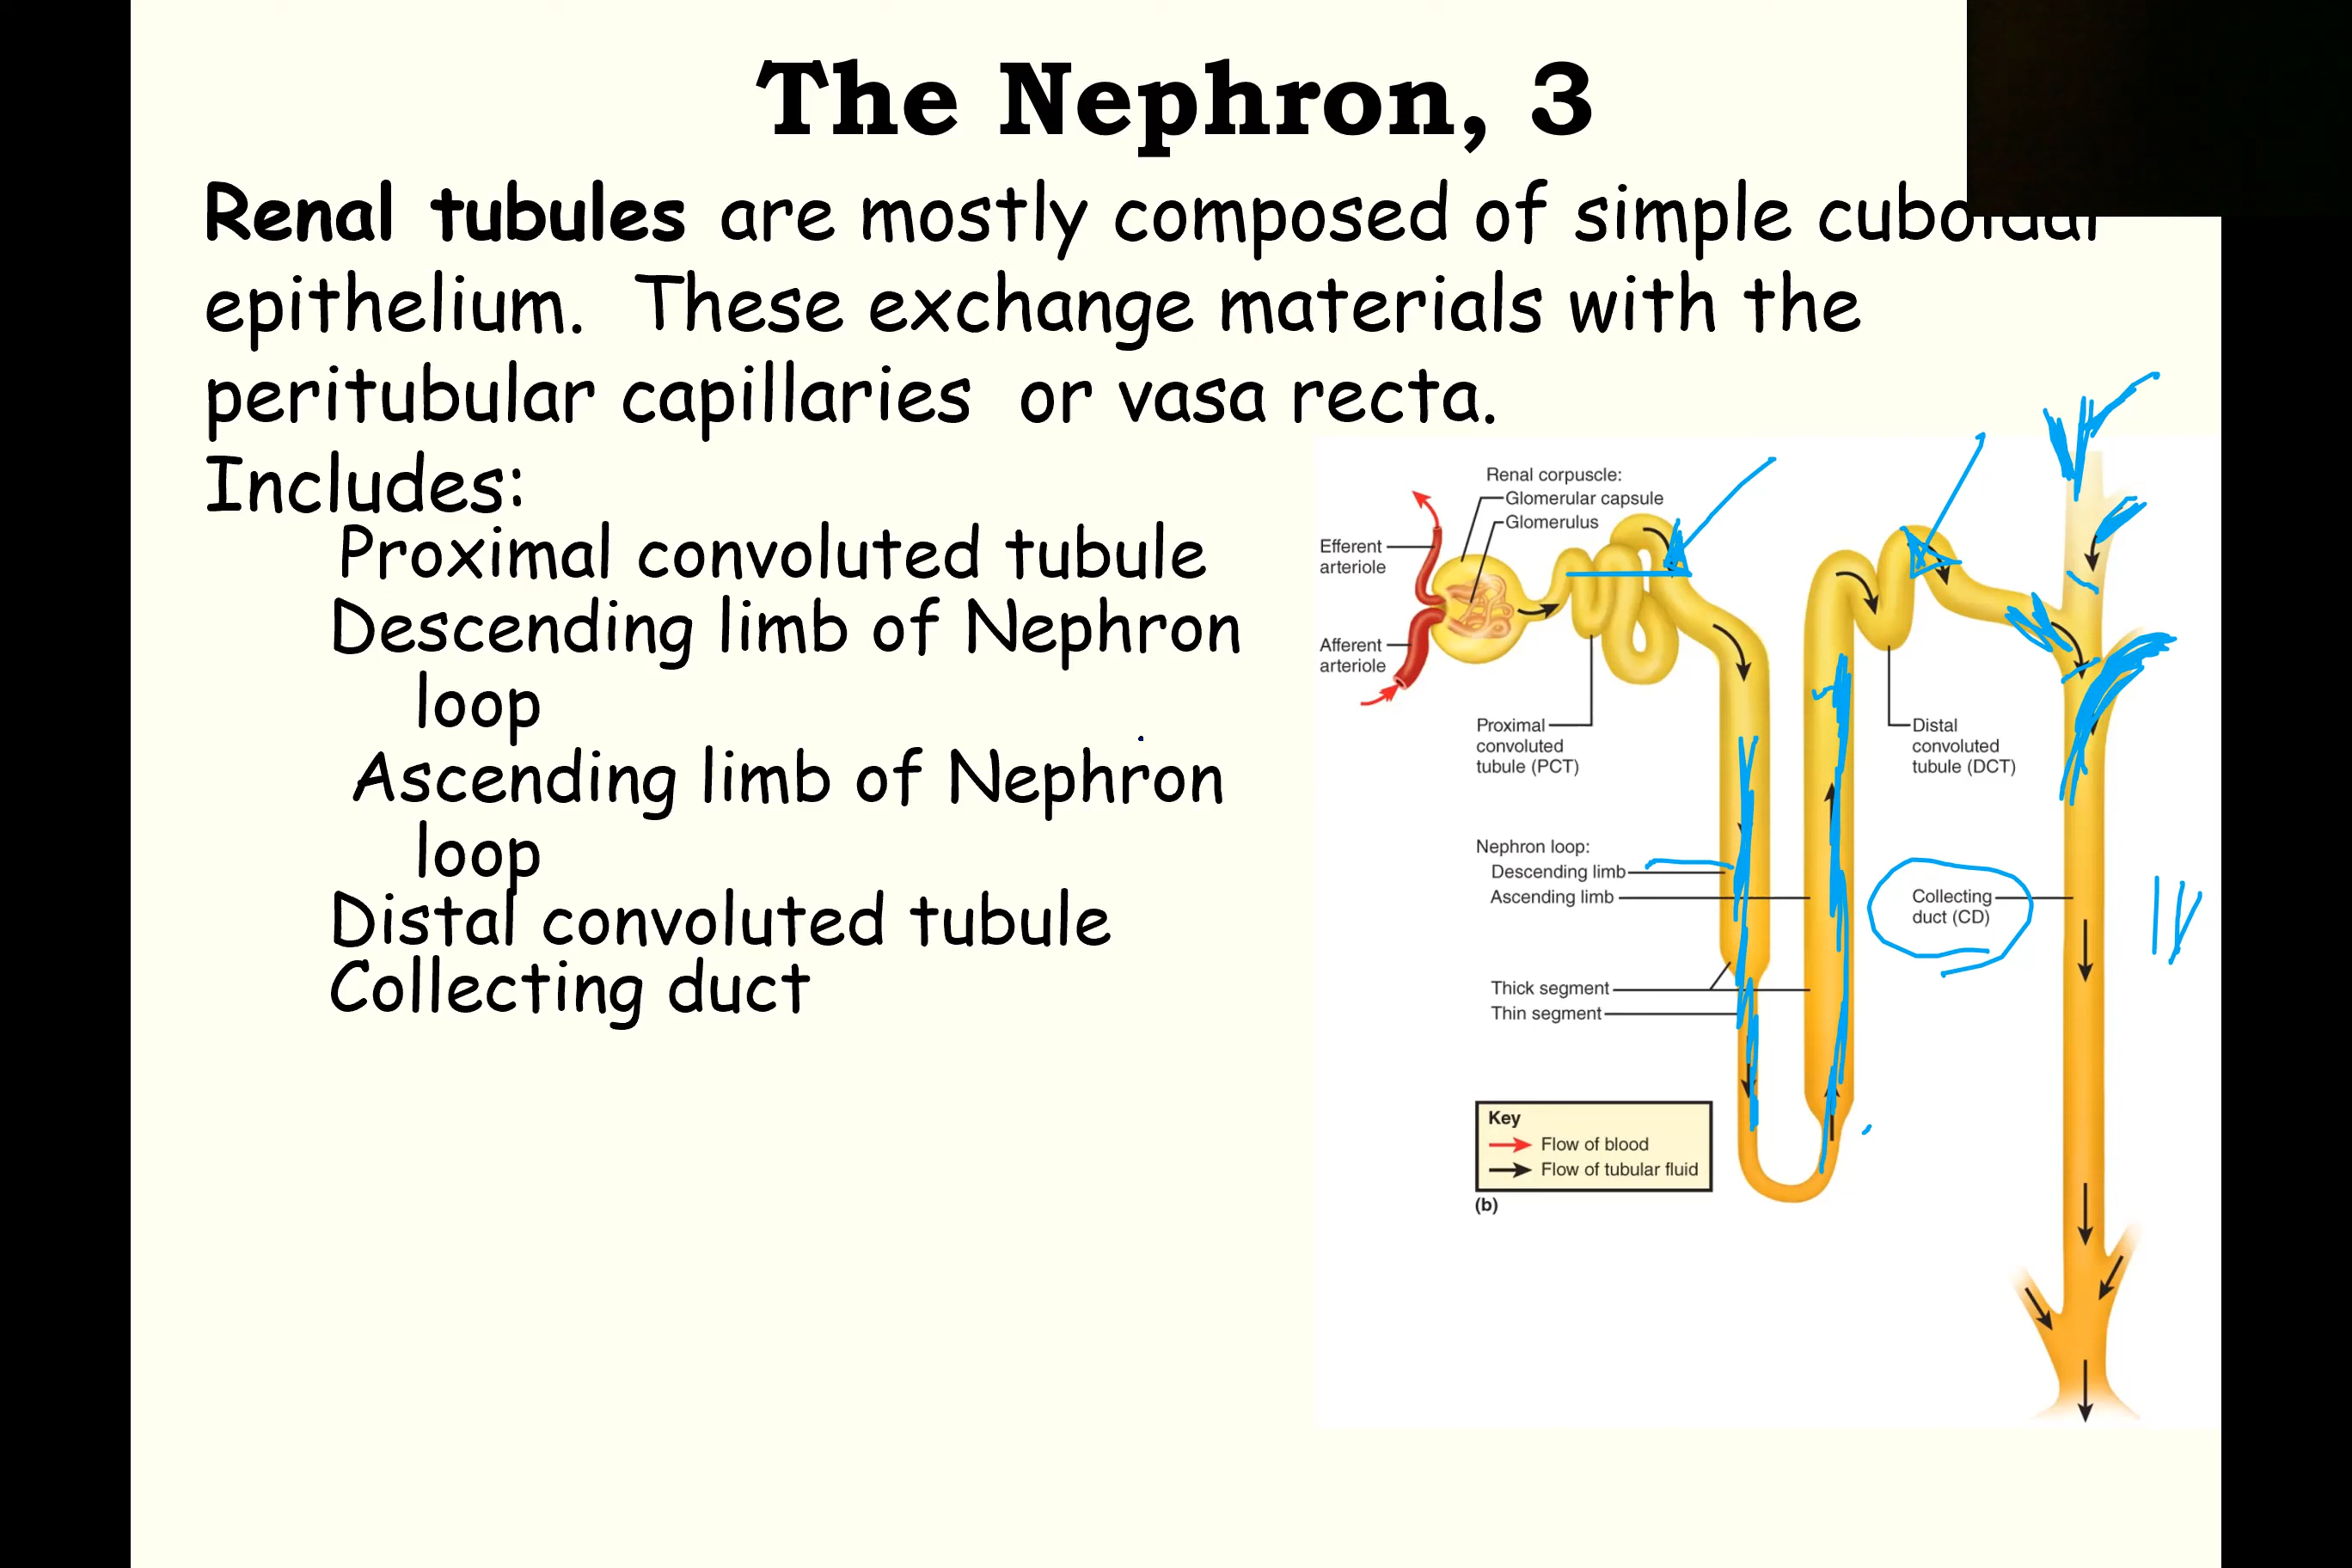 The Nephron, 3
Renal tubules are mostly composed of simple cuboidal
epithelium. These exchange materials with the
peritubular capillaries or vasa recta.
Includes:
Proximal convoluted tubule
Descending limb of Nephron
loop
Ascending limb of Nephron
loop
Distal convoluted tubule
Collecting duct
Renal corpuscle:
Glomerular capsule
Glomerulus
Efferent
arteriole
Afferent
arteriole
Proximal
convoluted
tubule (PCT)
Distal
convoluted
tubule (DCT)
Nephron loop:
Descending limb
Ascending limb
Collecting
duct (CD)
Thick segment
Thin segment
Key
Flow of blood
Flow of tubular fluid
(b)